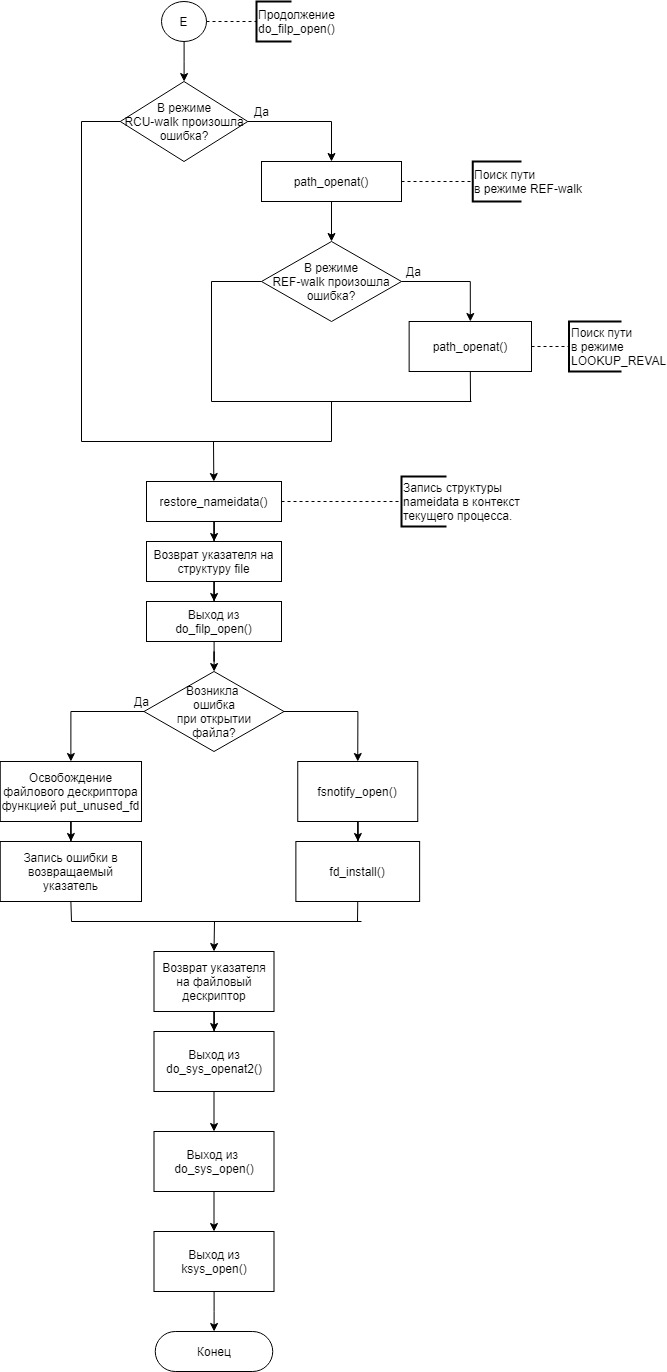 E
Продолжение
do_filp_open()
В режиме
RCU-walk произошла
ошибка?
Да
path_openat()
Поиск пути
в режиме REF-walk
В режиме
REF-walk произошла
ошибка?
Да
path_openat()
Поиск пути
в режиме
LOOKUP_REVAL
restore_nameidata()
Запись структуры
nameidata в контекст
текущего процесса.
Возврат указателя на
структуру file
Выход из
do_filp_open()
Возникла
ошибка
при открытии
файла?
Да
Освобождение
файлового дескриптора
функцией put_unused_fd
fsnotify_open()
Запись ошибки в
возвращаемый
указатель
fd_install()
Возврат указателя
на файловый
дескриптор
Выход из
do_sys_openat2()
Выход из
do_sys_open()
Выход из
ksys_open()
Конец